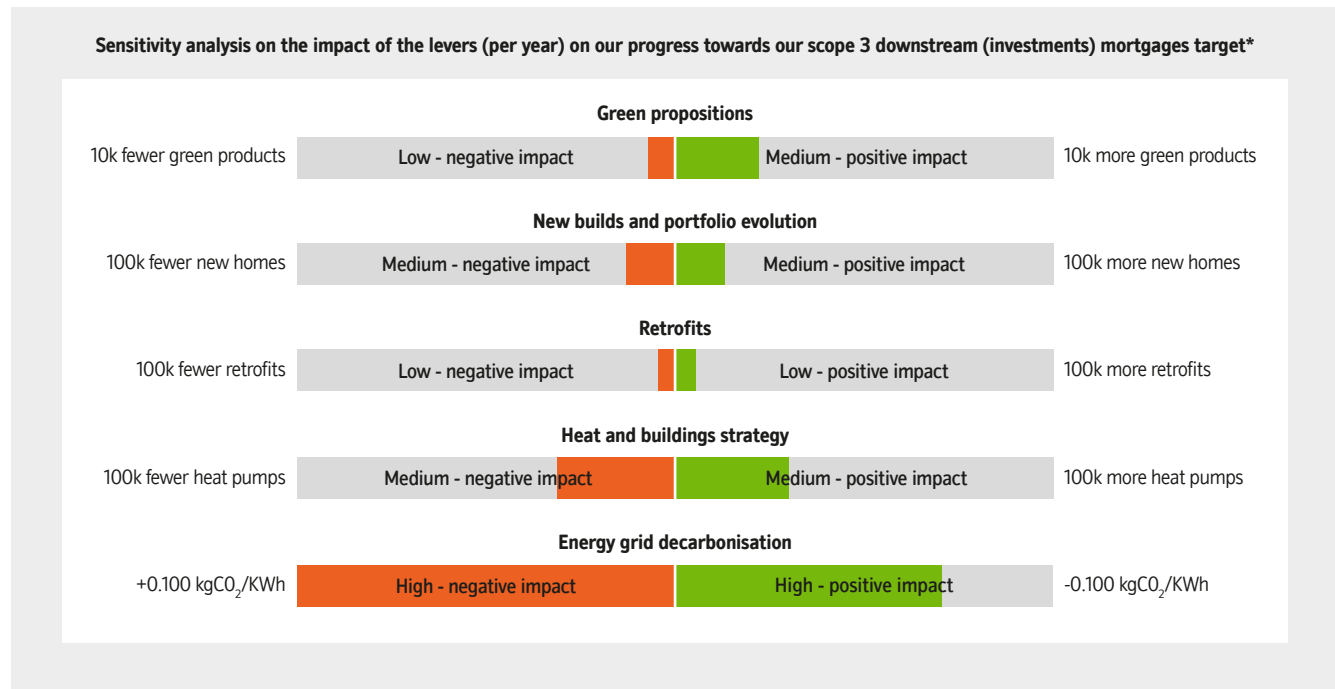 Sensitivity analysis on the impact of the levers (per year) on our progress towards our scope 3 downstream (investments) mortgages target*
Green propositions
10k fewer green products Low - negative impact Medium - positive impact 10k more green products
New builds and portfolio evolution
100k fewer new homes Medium - negative impact Medium - positive impact 100k more new homes
Retrofits
100k fewer retrofits Low - negative impact Low - positive impact 100k more retrofits
Heat and buildings strategy
100k fewer heat pumps Medium - negative impact Medium - positive impact 100k more heat pumps
Energy grid decarbonisation
+0.100 kgCO₂/KWh High - negative impact High - positive impact -0.100 kgCO₂/KWh